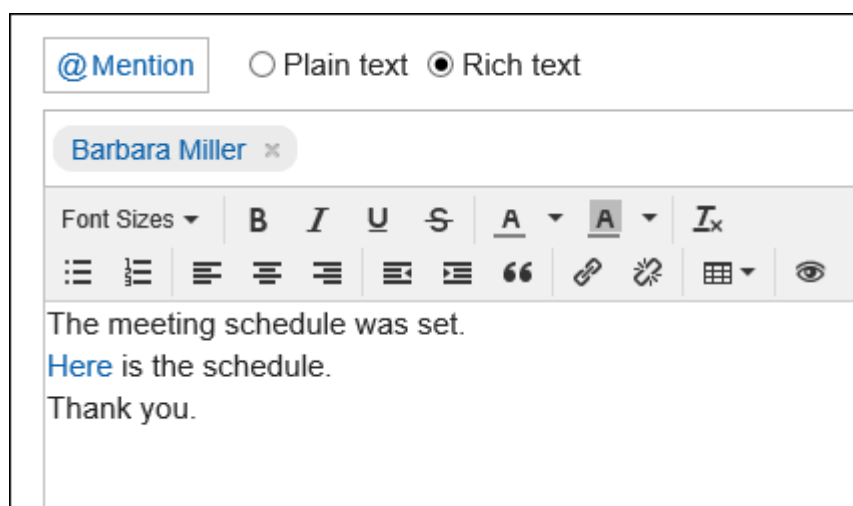 @Mention Plain text Rich text
Barbara Miller ×
Font Sizes B I U S A A Tx
The meeting schedule was set.
Here is the schedule.
Thank you.